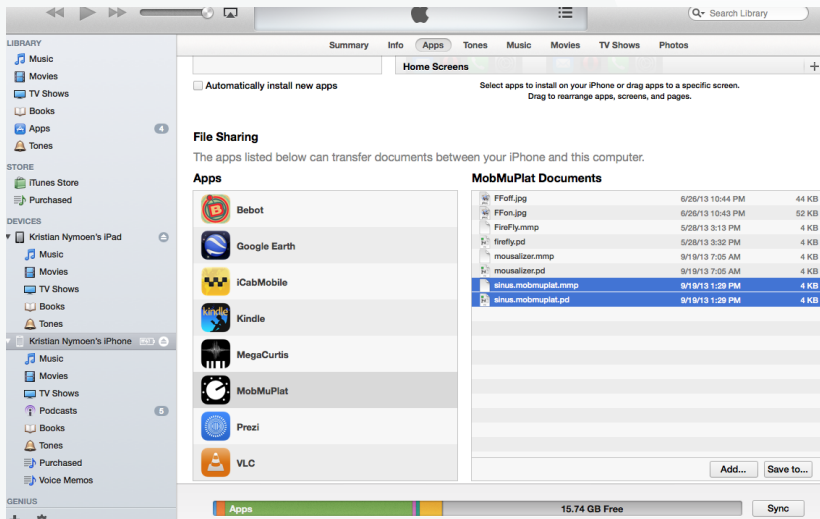 Search Library
LIBRARY
Music
Movies
TV Shows
Books
Apps 4
Tones
STORE
iTunes Store
Purchased
DEVICES
Kristian Nymoen's iPad
Music
Movies
TV Shows
Books
Tones
Kristian Nymoen's iPhone
Music
Movies
TV Shows
Podcasts 5
Books
Tones
Purchased
Voice Memos
GENIUS
Summary Info Apps Tones Music Movies TV Shows Photos
Home Screens +
Automatically install new apps
Select apps to install on your iPhone or drag apps to a specific screen.
Drag to rearrange apps, screens, and pages.
File Sharing
The apps listed below can transfer documents between your iPhone and this computer.
Apps
Bebot
Google Earth
iCabMobile
kindle
Kindle
MegaCurtis
MobMuPlat
Prezi
VLC
MobMuPlat Documents
FFoff.jpg 6/26/13 10:44 PM 44 KB
FFon.jpg 6/26/13 10:43 PM 52 KB
FireFly.mmp 5/28/13 3:13 PM 4 KB
firefly.pd 5/28/13 3:32 PM 4 KB
mousalizer.mmp 9/19/13 7:05 AM 4 KB
mousalizer.pd 9/19/13 7:05 AM 4 KB
sinus.mobmuplat.mmp 9/19/13 1:29 PM 4 KB
sinus.mobmuplat.pd 9/19/13 1:29 PM 4 KB
Add... Save to...
Apps 15.74 GB Free Sync